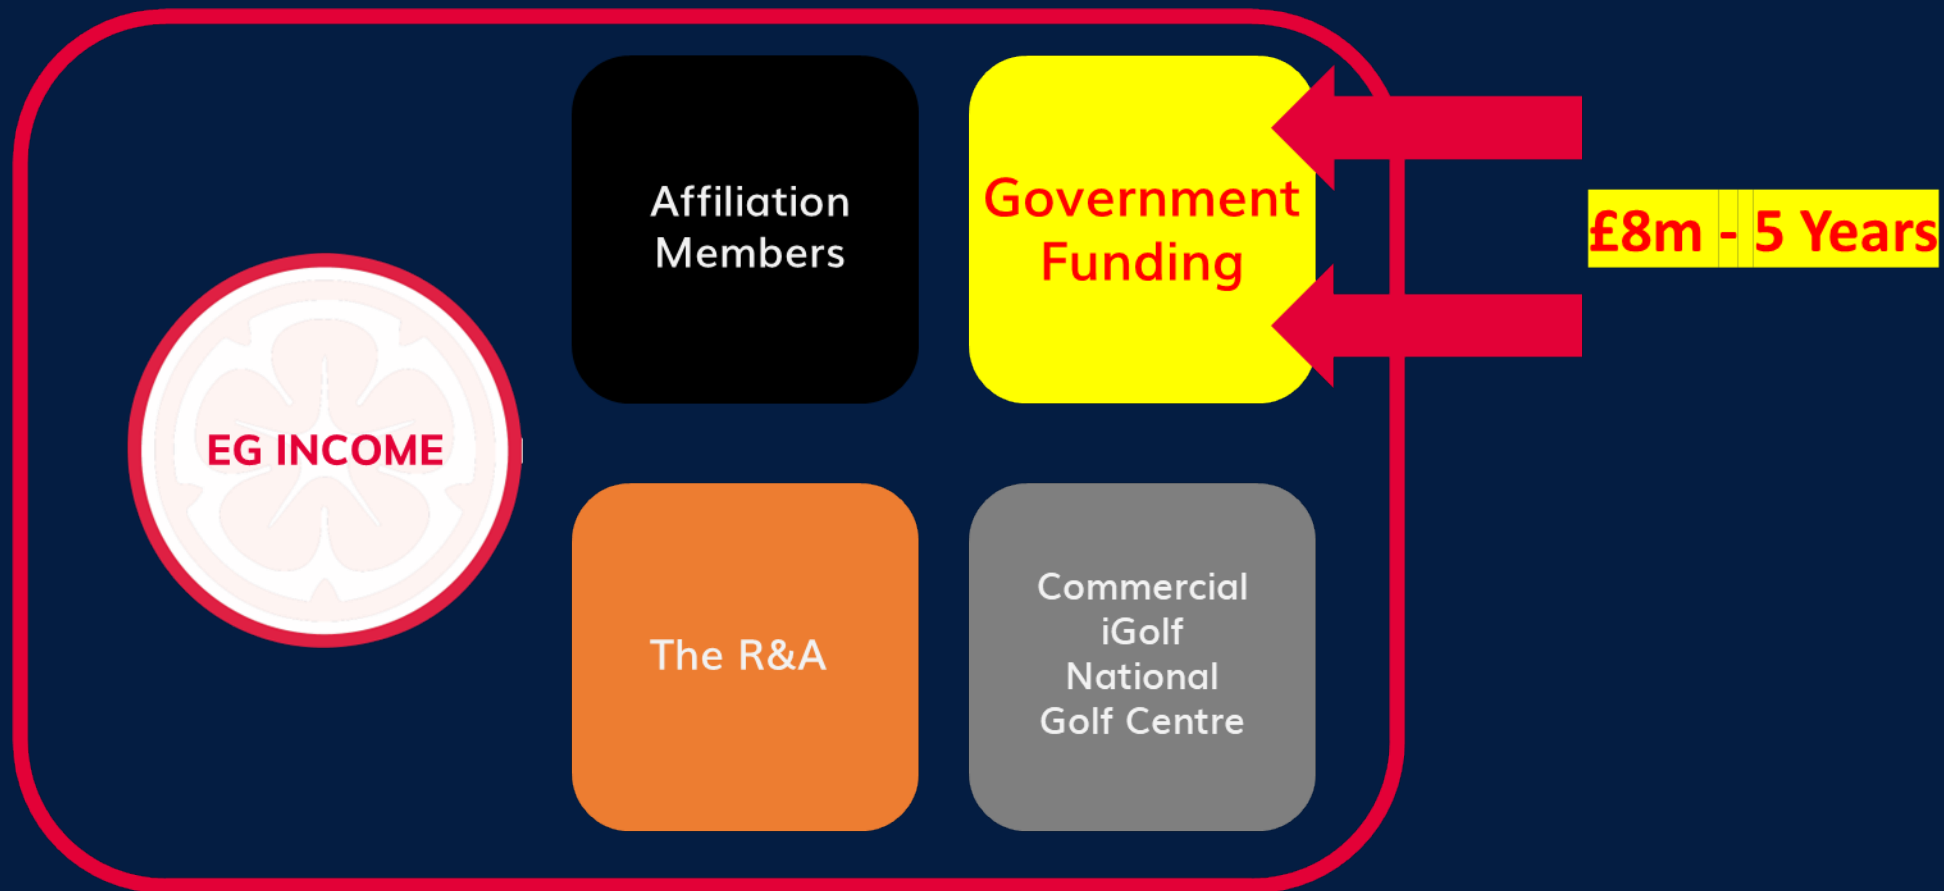 EG INCOME
Affiliation
Members
Government
Funding
£8m - 5 Years
The R&A
Commercial
iGolf
National
Golf Centre